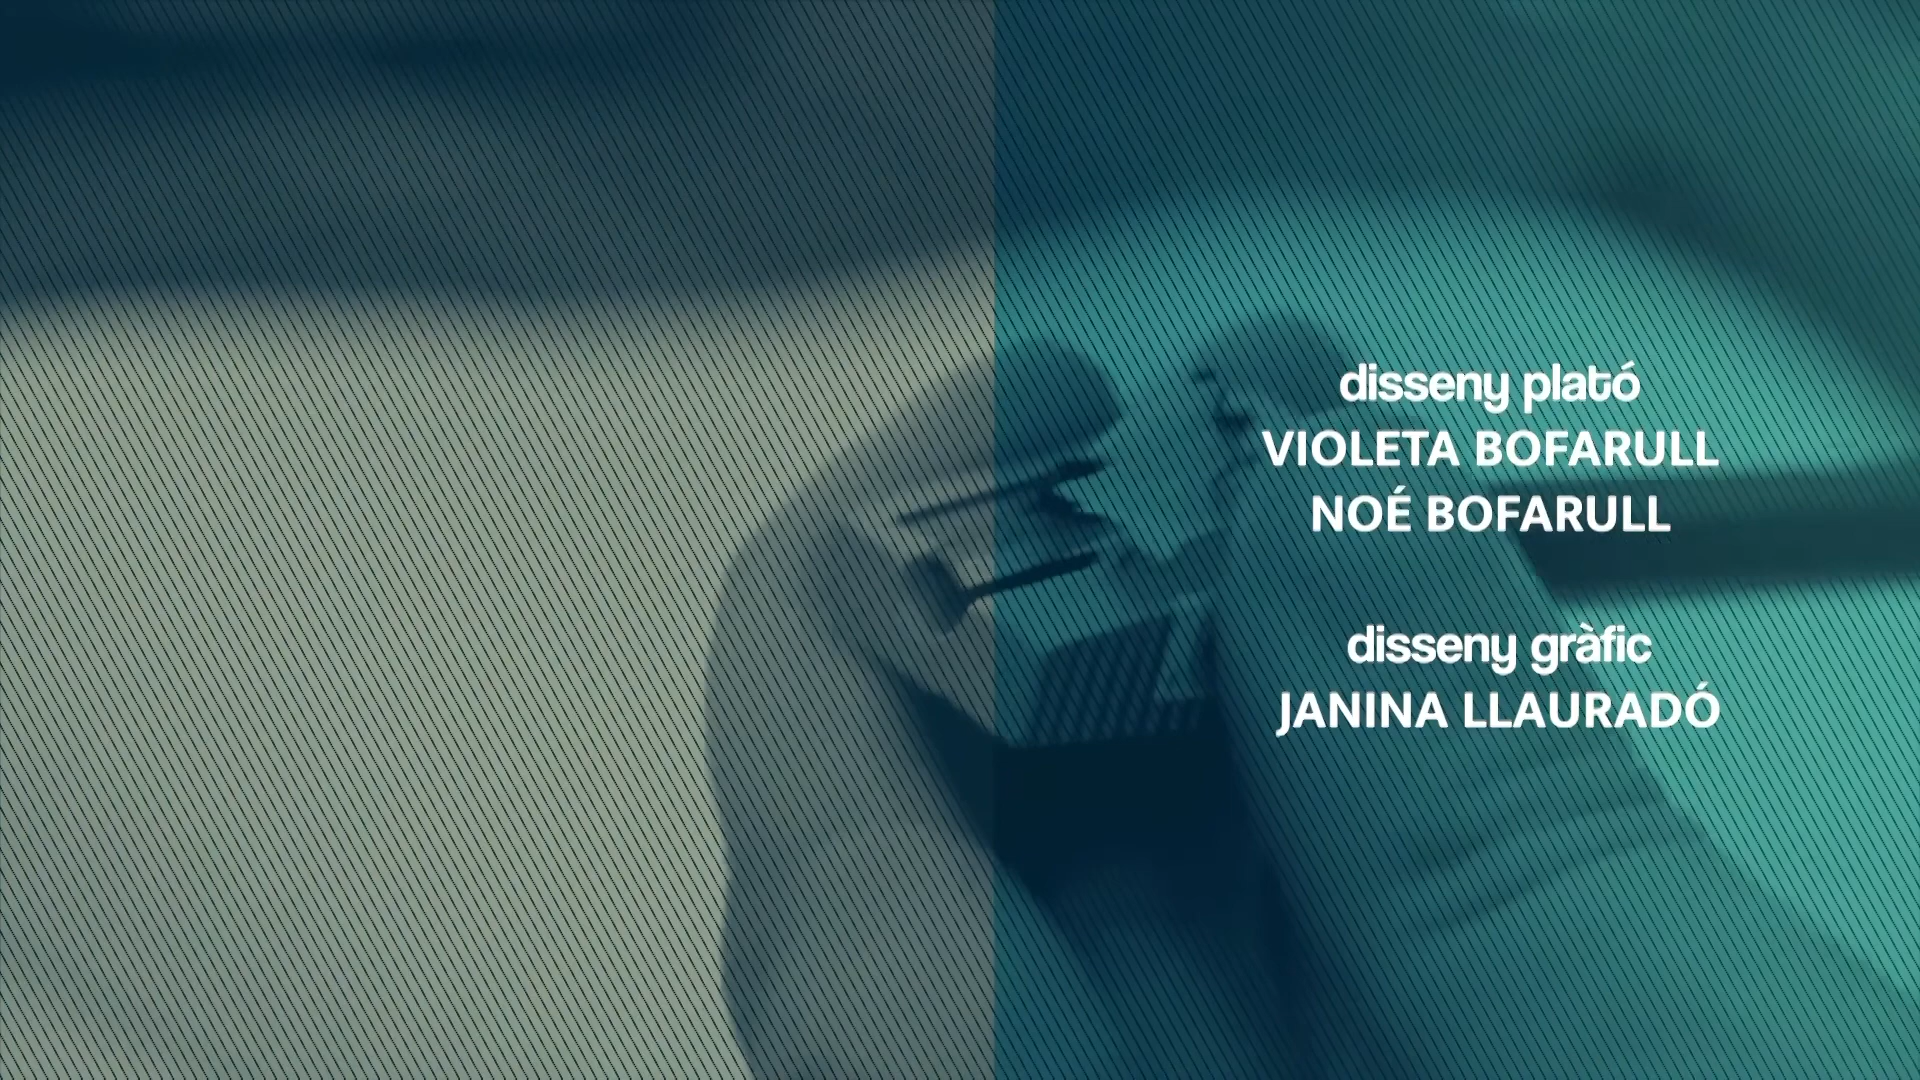 disseny plató
VIOLETA BOFARULL
NOÉ BOFARULL
disseny gràfic
JANINA LLAURADÓ